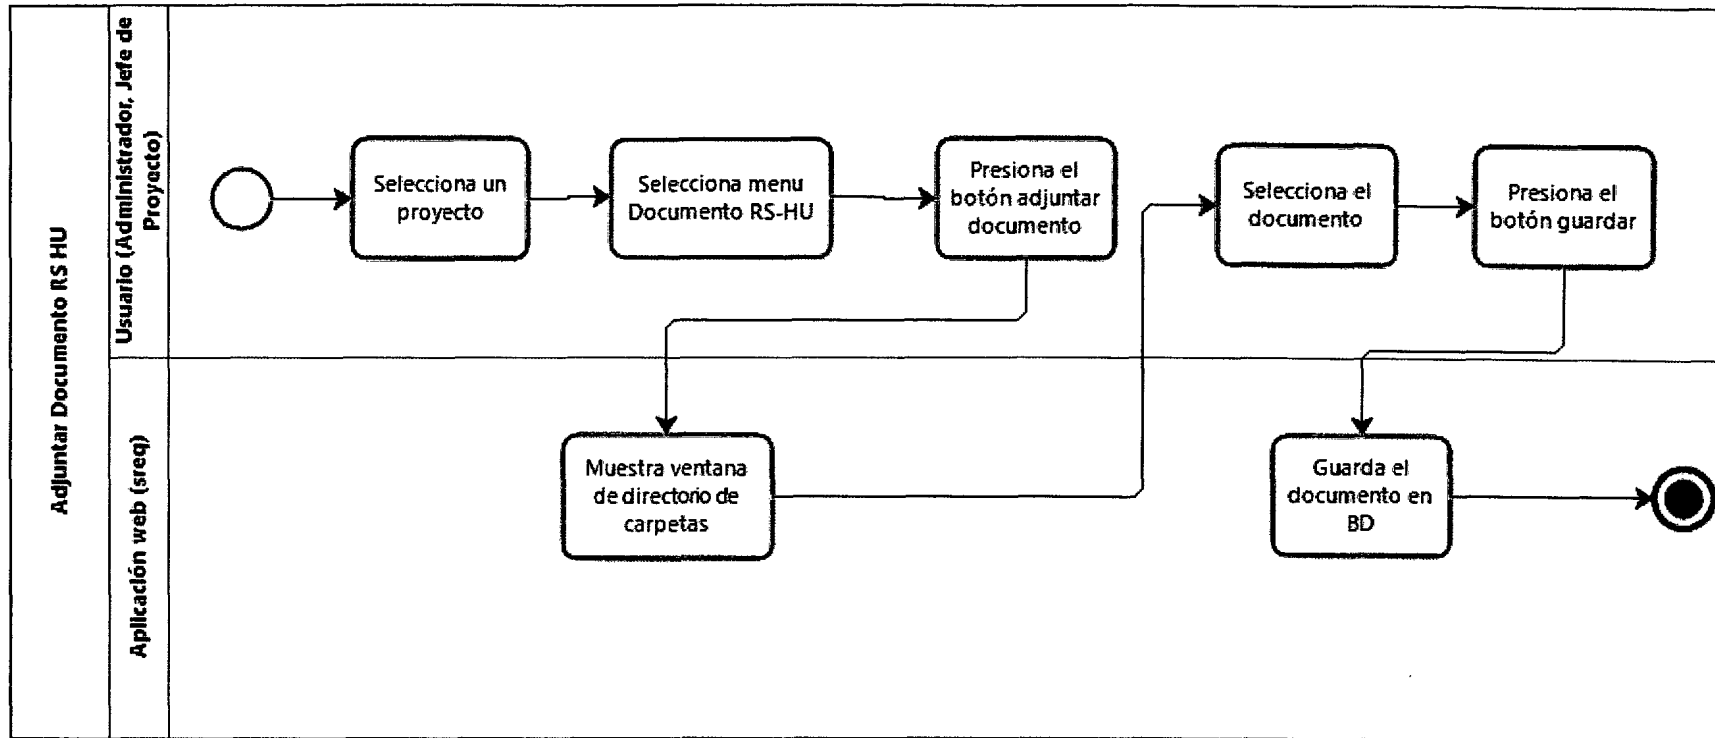 Adjuntar Documento RS HU
Usuario (Administrador, Jefe de
Proyecto)
Selecciona un
proyecto
Selecciona menu
Documento RS-HU
Presiona el
botón adjuntar
documento
Selecciona el
documento
Presiona el
botón guardar
Aplicación web (sreq)
Muestra ventana
de directorio de
carpetas
Guarda el
documento en
BD